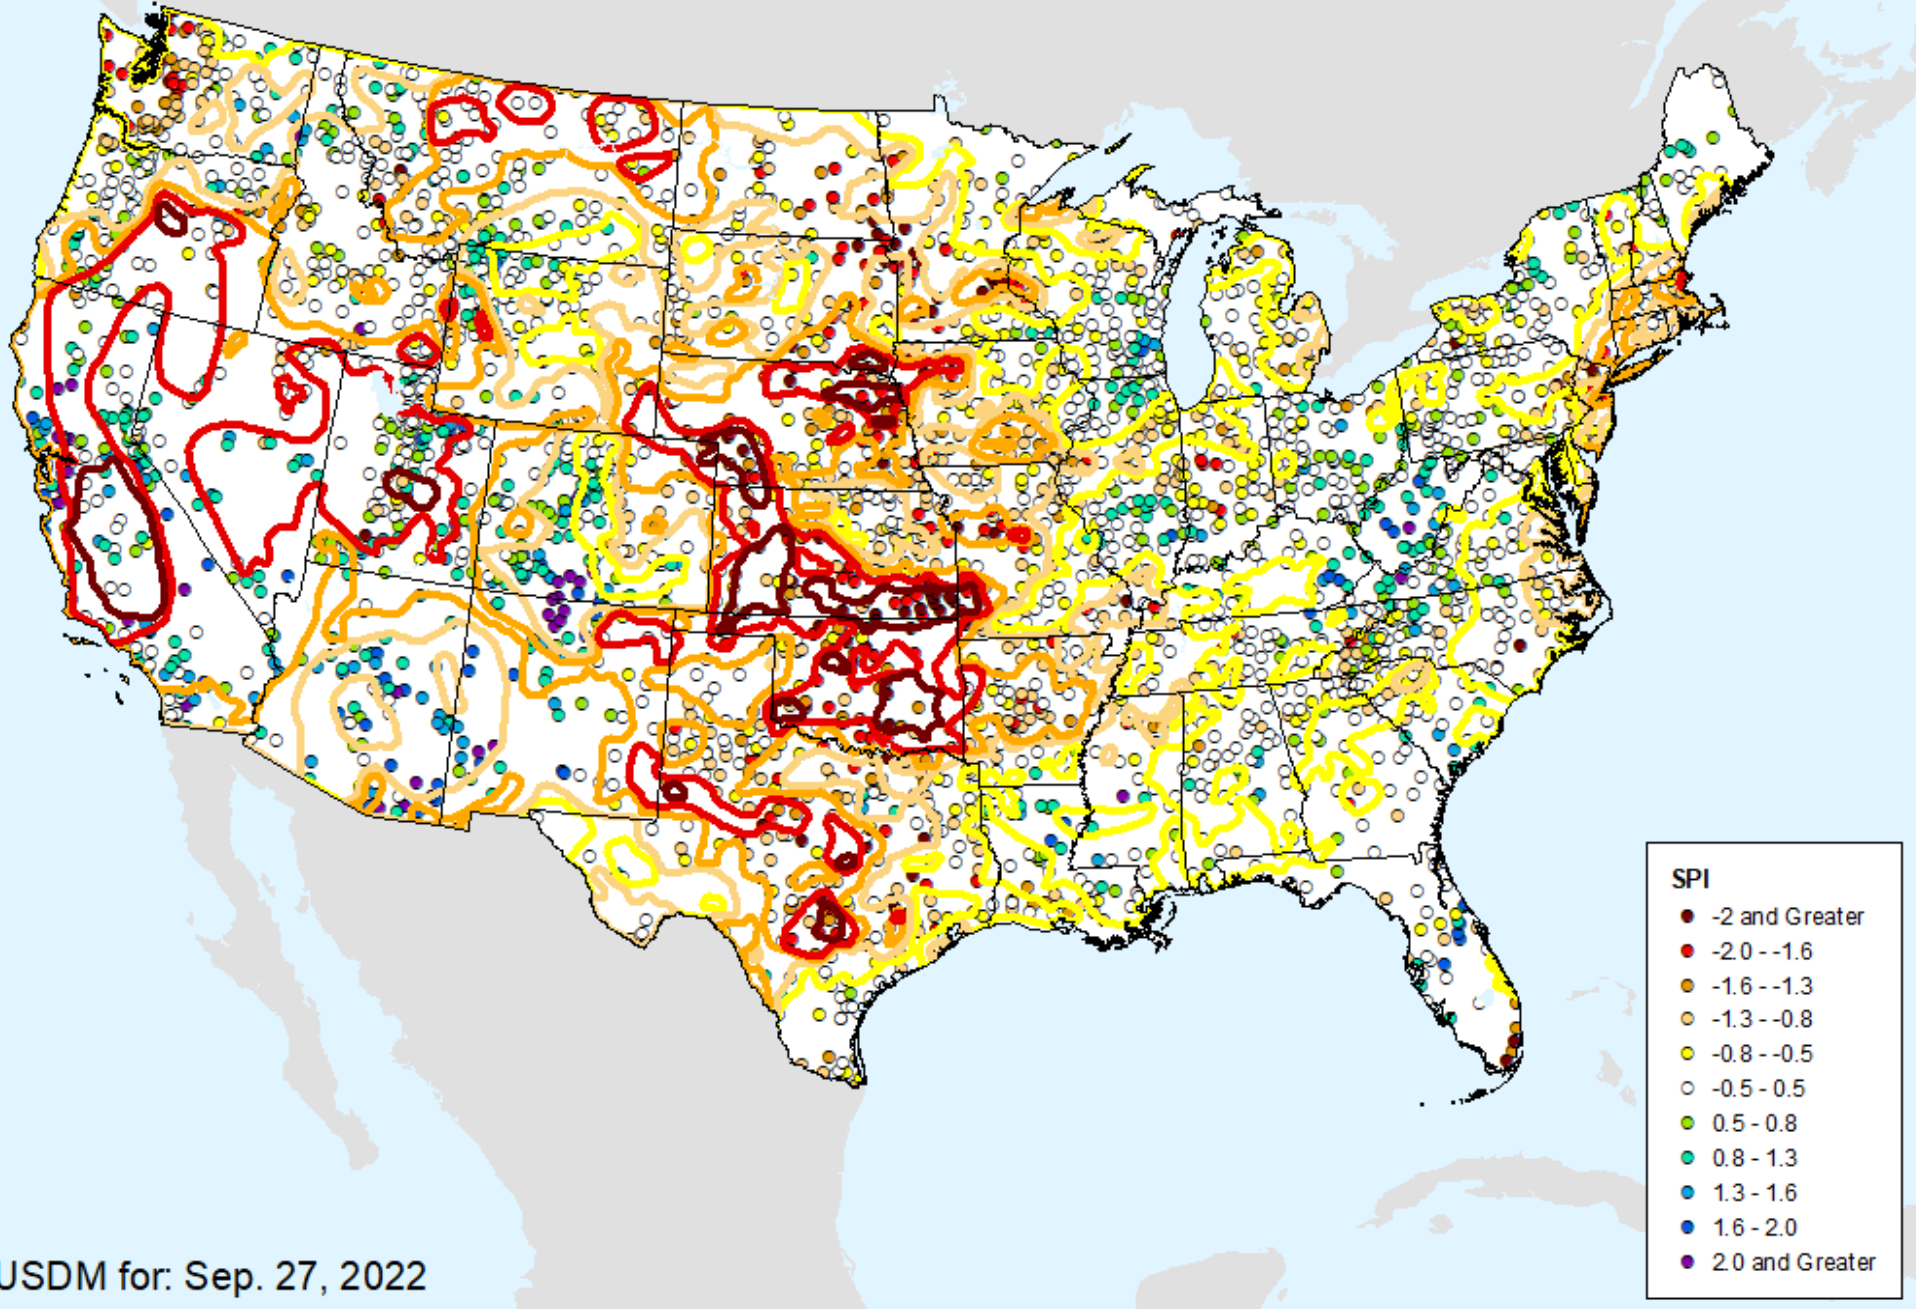 SPI
-2 and Greater
-2.0 - -1.6
-1.6 - -1.3
-1.3 - -0.8
-0.8 - -0.5
-0.5 - 0.5
0.5 - 0.8
0.8 - 1.3
1.3 - 1.6
1.6 - 2.0
2.0 and Greater
USDM for: Sep. 27, 2022